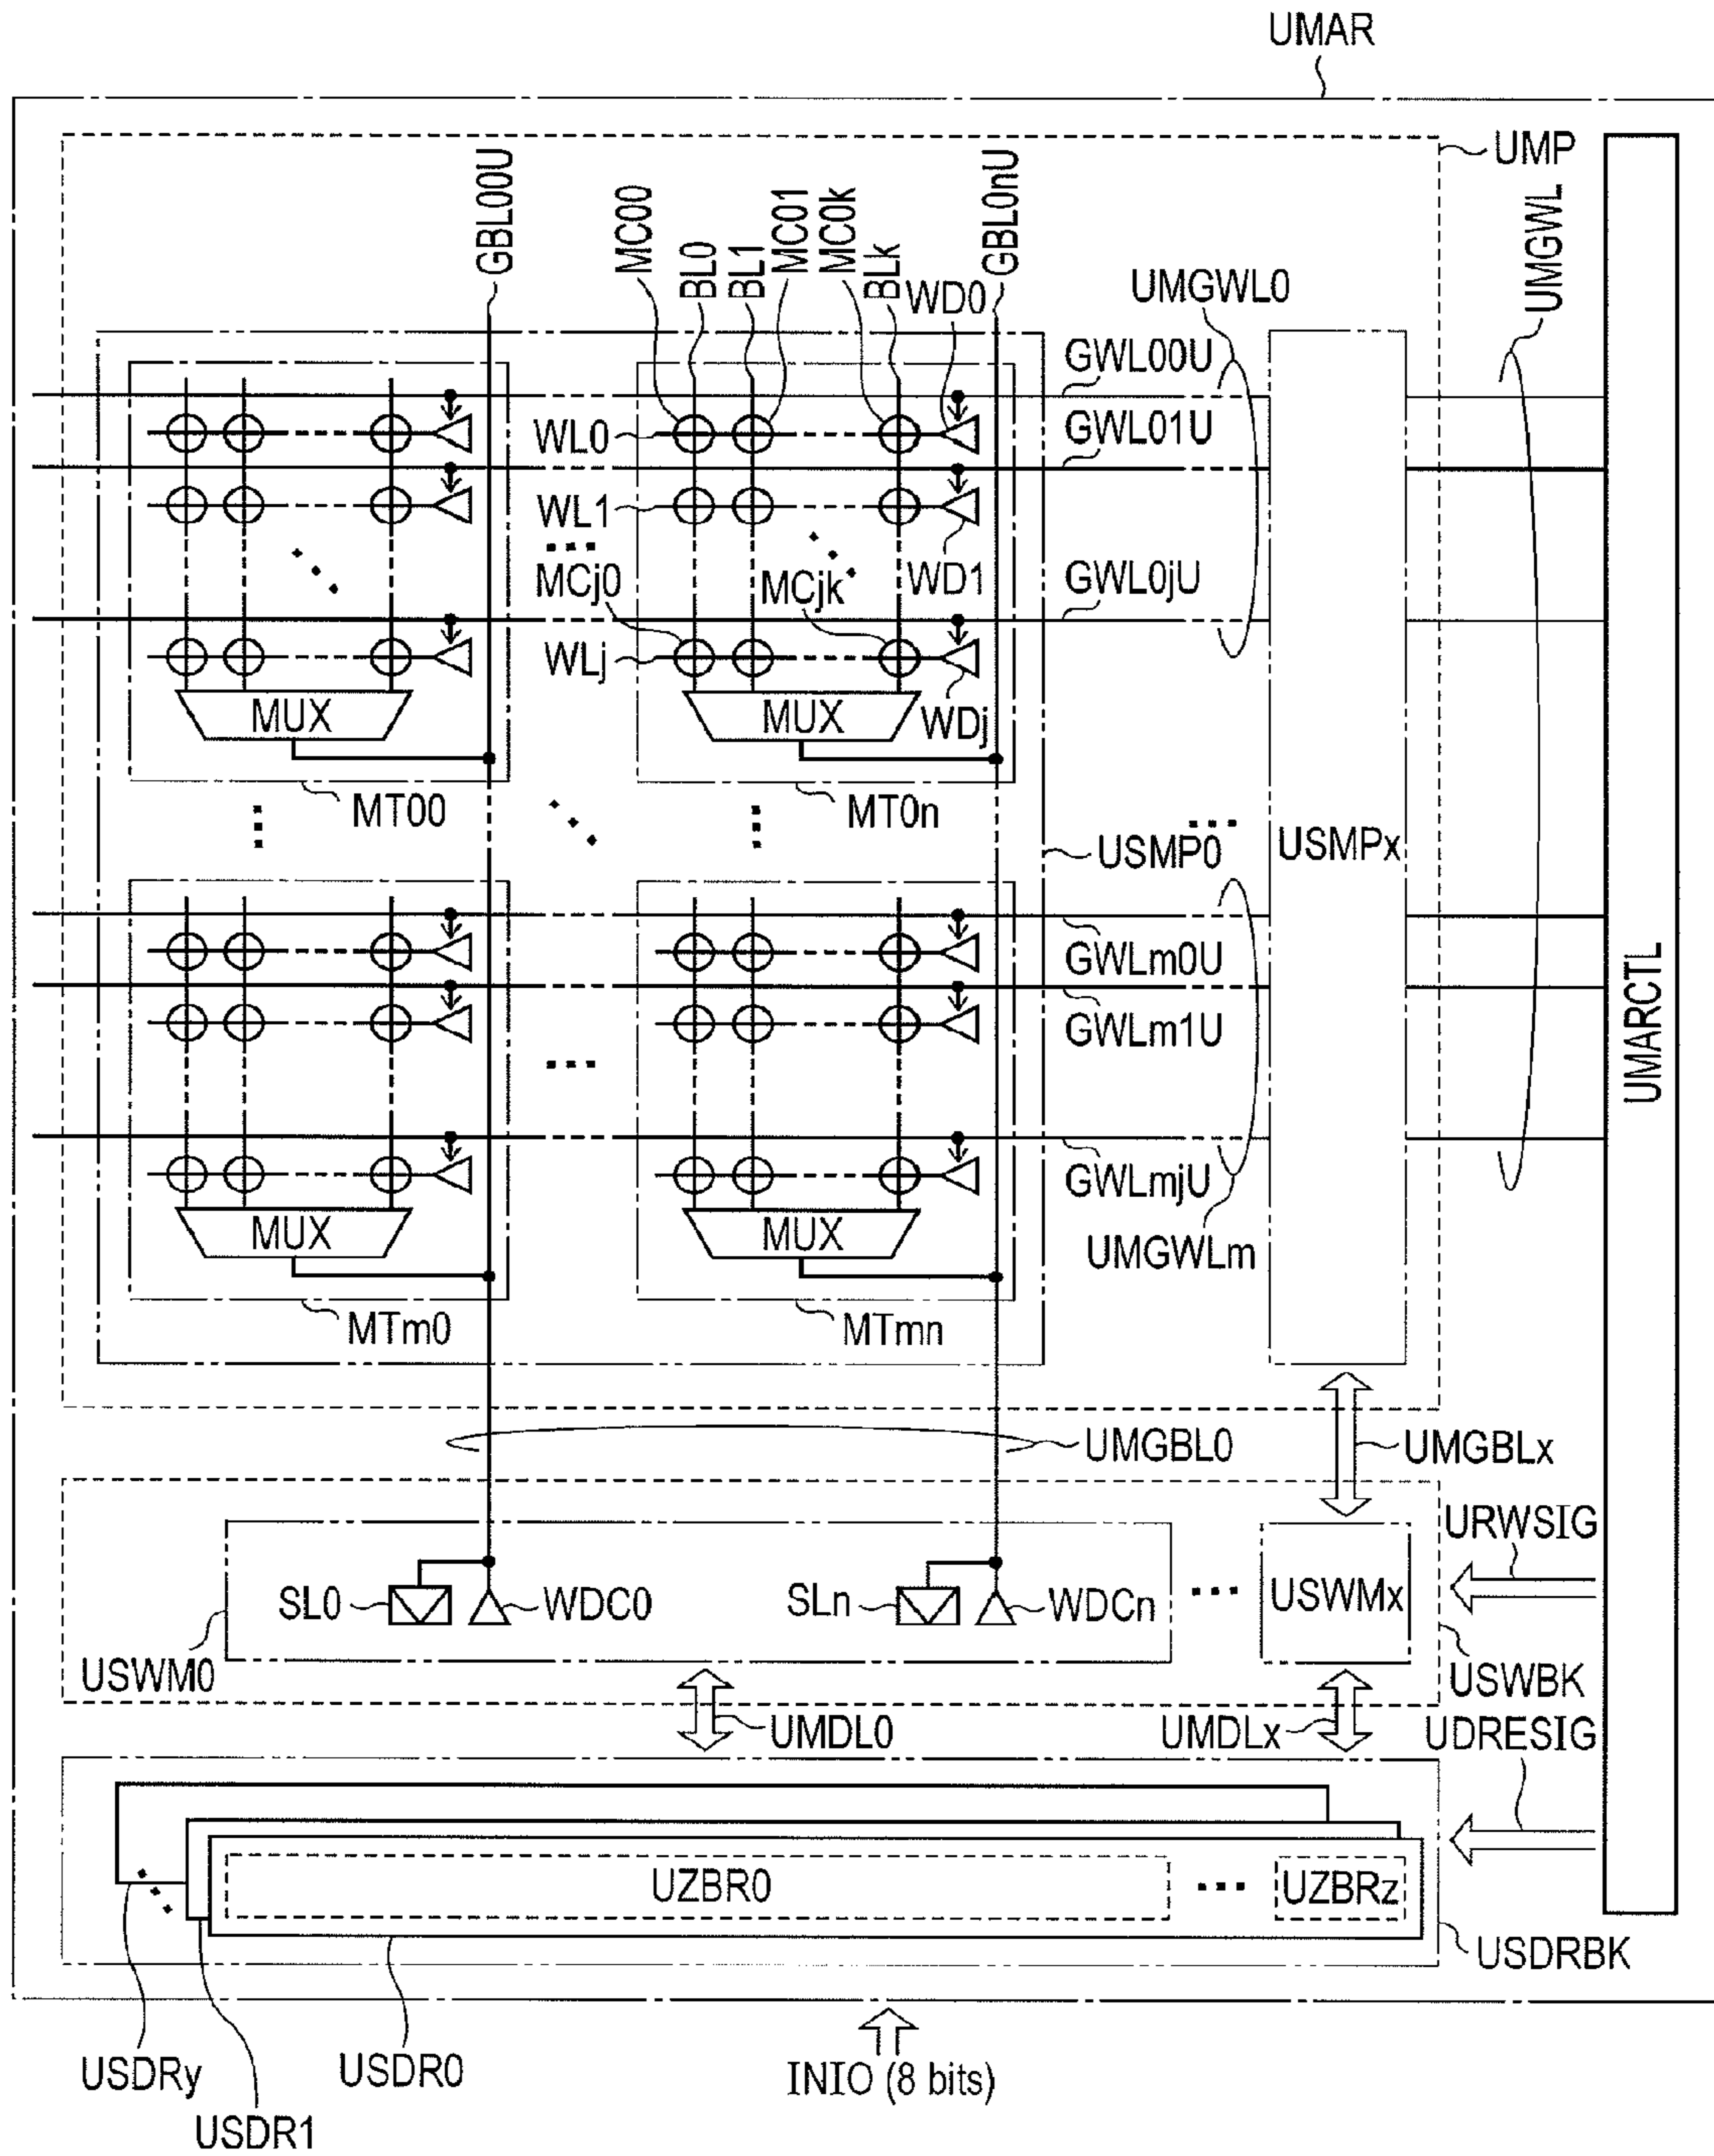 UMAR
UMP
GBL00U
MC00
BL0
BL1
MC01
MC0k
BLk
WD0
GBL0nU
UMGWL0
UMGWL
GWL00U
GWL01U
WL0
WL1
MCj0
MCjk
WD1
GWL0jU
WLj
MUX
MUX
WDj
MT00
MT0n
USMP0
USMPx
GWLm0U
GWLm1U
UMARCTL
GWLmjU
MUX
MUX
UMGWLm
MTm0
MTmn
UMGBL0
UMGBLx
URWSIG
SL0
WDC0
SLn
WDCn
USWMx
USWM0
USWBK
UMDL0
UMDLx
UDRESIG
UZBR0
UZBRz
USDRBK
USDRy
USDR0
INIO (8 bits)
USDR1